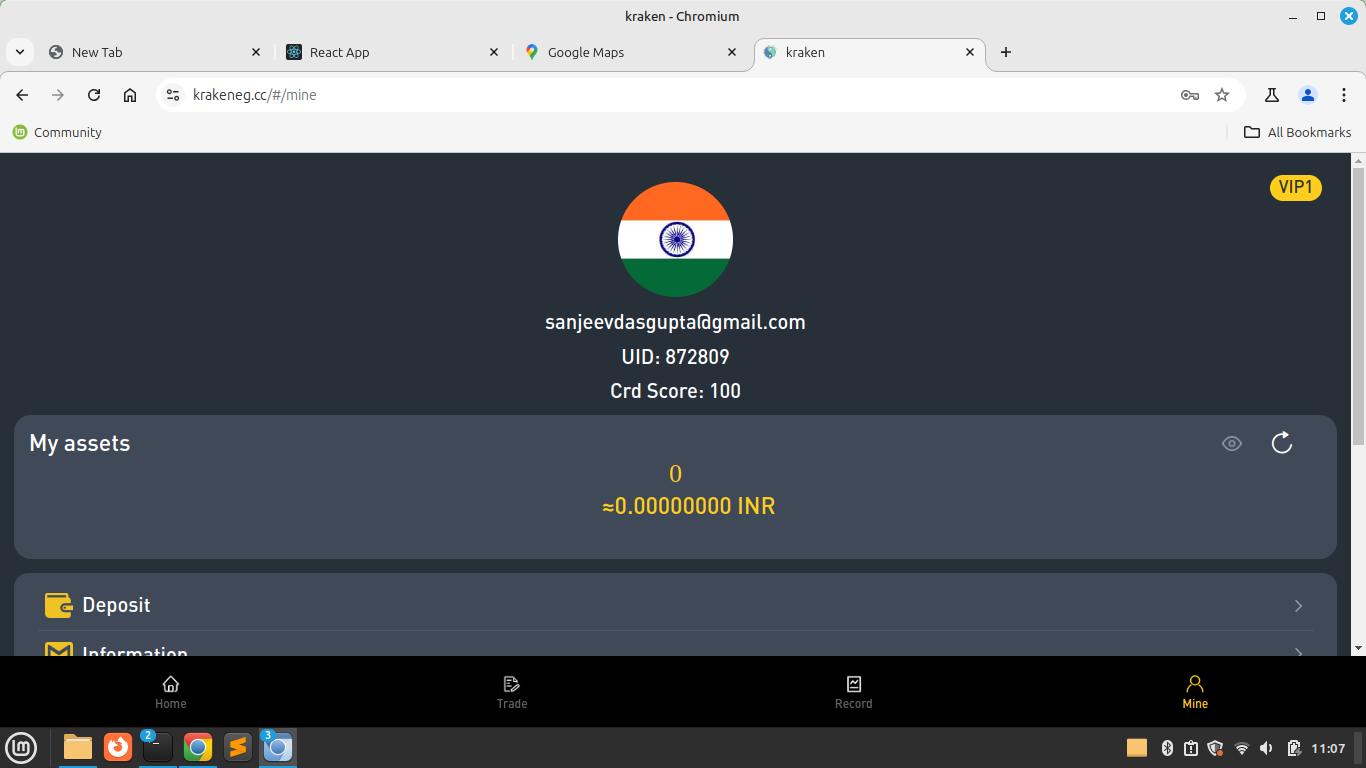 kraken - Chromium
New Tab
React App
Google Maps
kraken
krakeneg.cc/#/mine
Community
All Bookmarks
VIP1
sanjeevdasgupta@gmail.com
UID: 872809
Crd Score: 100
My assets
0
≈0.00000000 INR
Deposit
Information
Home
Trade
Record
Mine
lm
2
3
11:07